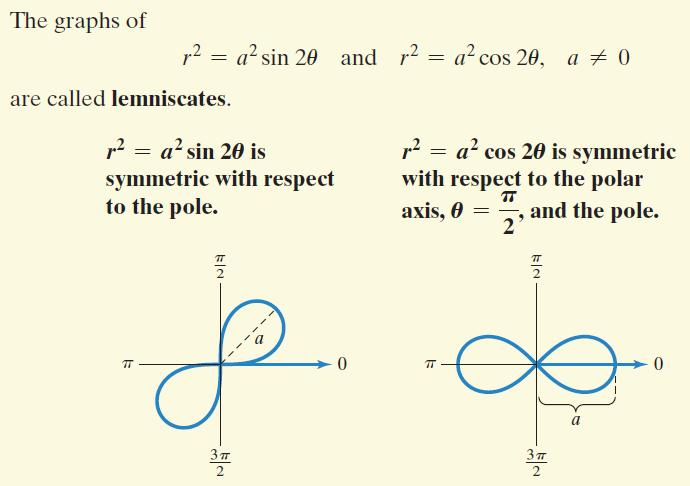 The graphs of
r² = a² sin 2θ and r² = a² cos 2θ, a ≠ 0
are called lemniscates.
r² = a² sin 2θ is
symmetric with respect
to the pole.
r² = a² cos 2θ is symmetric
with respect to the polar
axis, θ = π/2, and the pole.
π/2
a
π
0
3π/2
π/2
π
0
a
3π/2